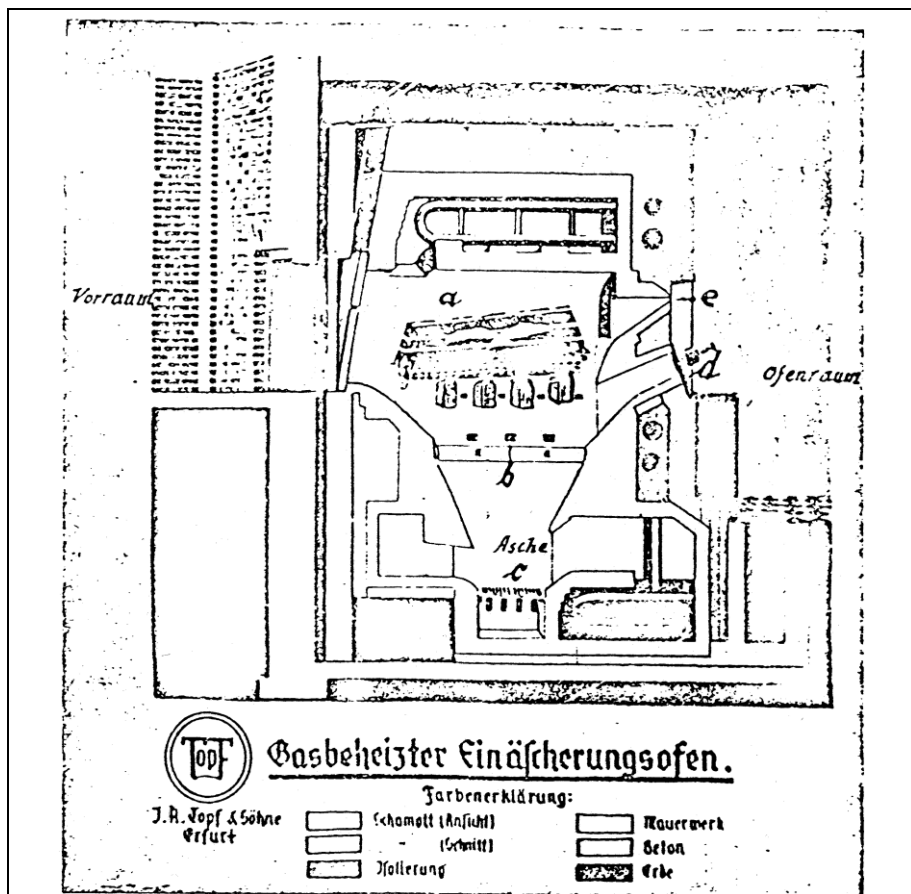 a
Vorraum
e
d
Ofenraum
b
Asche
c
TOPF
Gasbeheizter Einäscherungsofen.
J. A. Topf & Söhne
Erfurt
Farbenerklärung:
Schamott (Ansicht)
" (Schnitt)
Isolierung
Mauerwerk
Beton
Erde